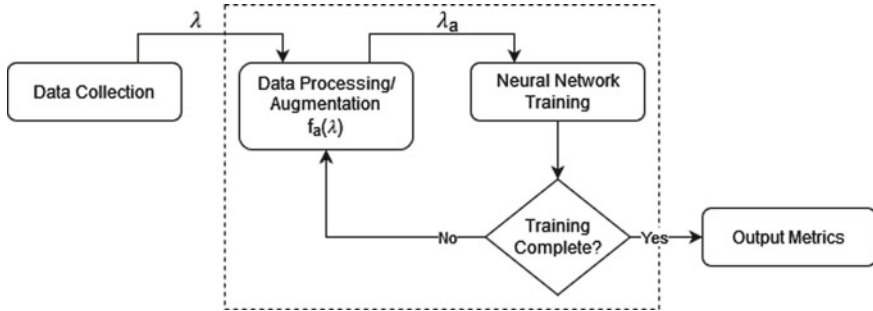 λ
λa
Data Collection
Data Processing/
Augmentation
fa(λ)
Neural Network
Training
Training
Complete?
No
Yes
Output Metrics